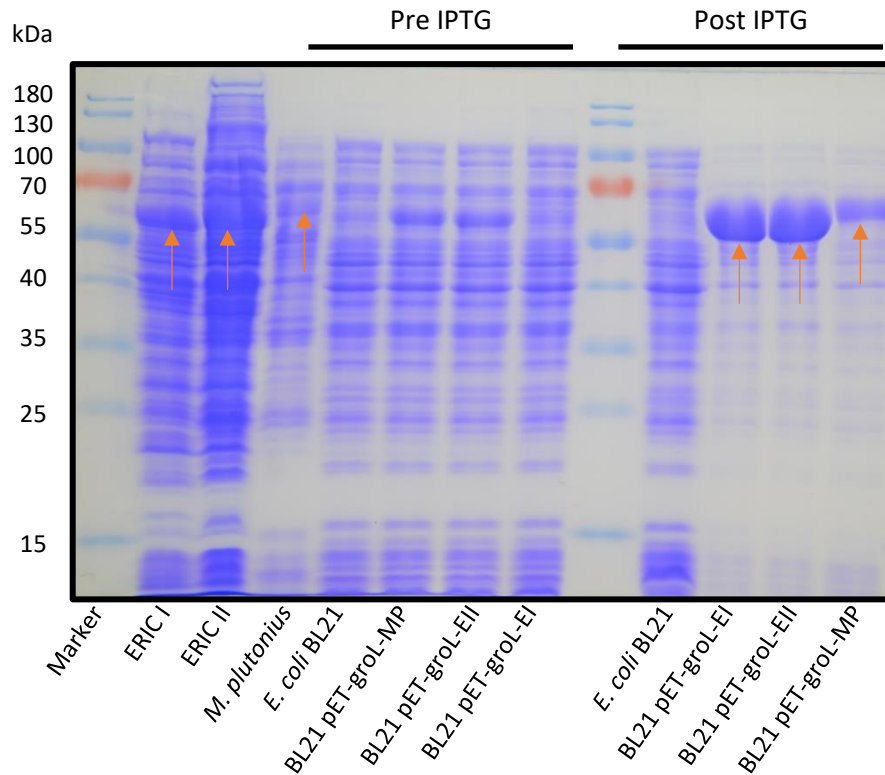 Pre IPTG
Post IPTG
kDa
180
130
100
70
55
40
35
25
15
Marker
ERIC I
ERIC II
M. plutonius
E. coli BL21
BL21 pET-groL-MP
BL21 pET-groL-EII
BL21 pET-groL-EI
E. coli BL21
BL21 pET-groL-EI
BL21 pET-groL-EII
BL21 pET-groL-MP